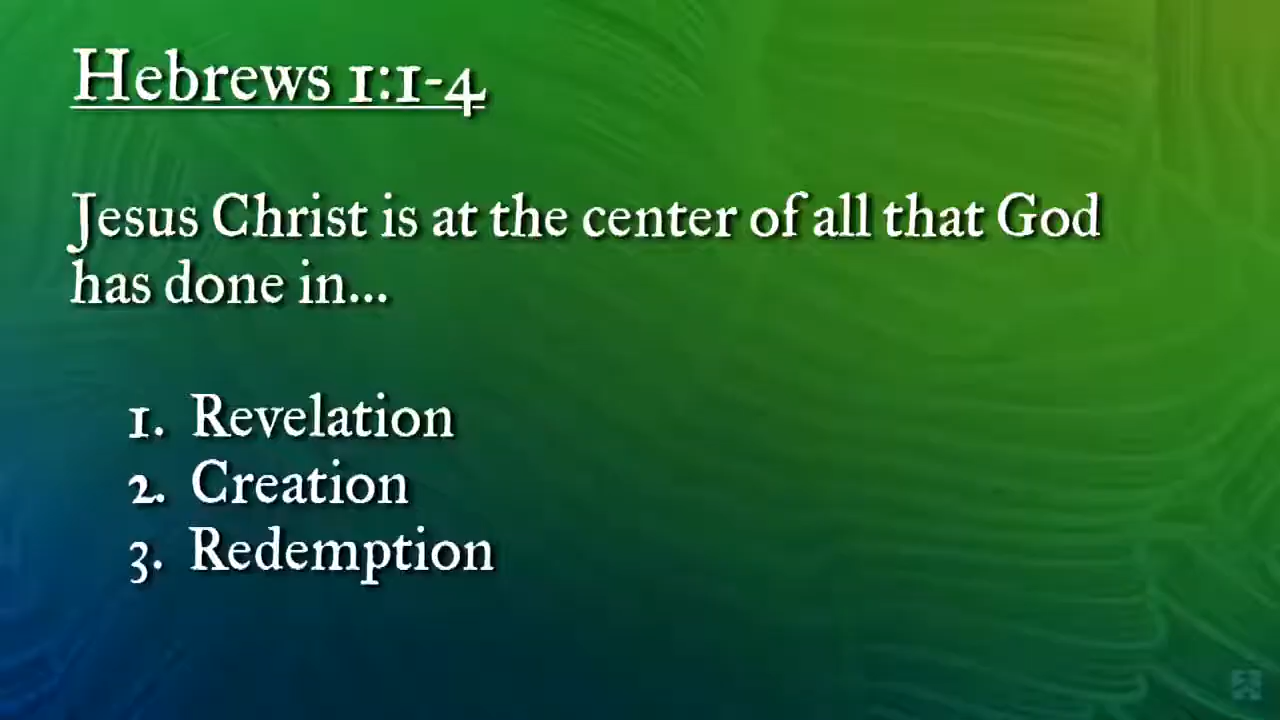 Hebrews 1:1-4
Jesus Christ is at the center of all that God
has done in...
1. Revelation
2. Creation
3. Redemption